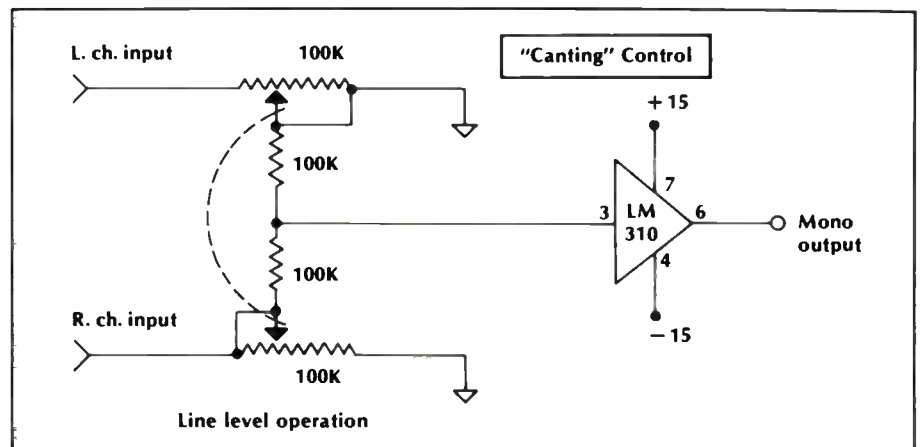 L. ch. input
100K
"Canting" Control
+ 15
100K
7
3
LM
310
6
Mono
output
4
100K
R. ch. input
− 15
100K
Line level operation